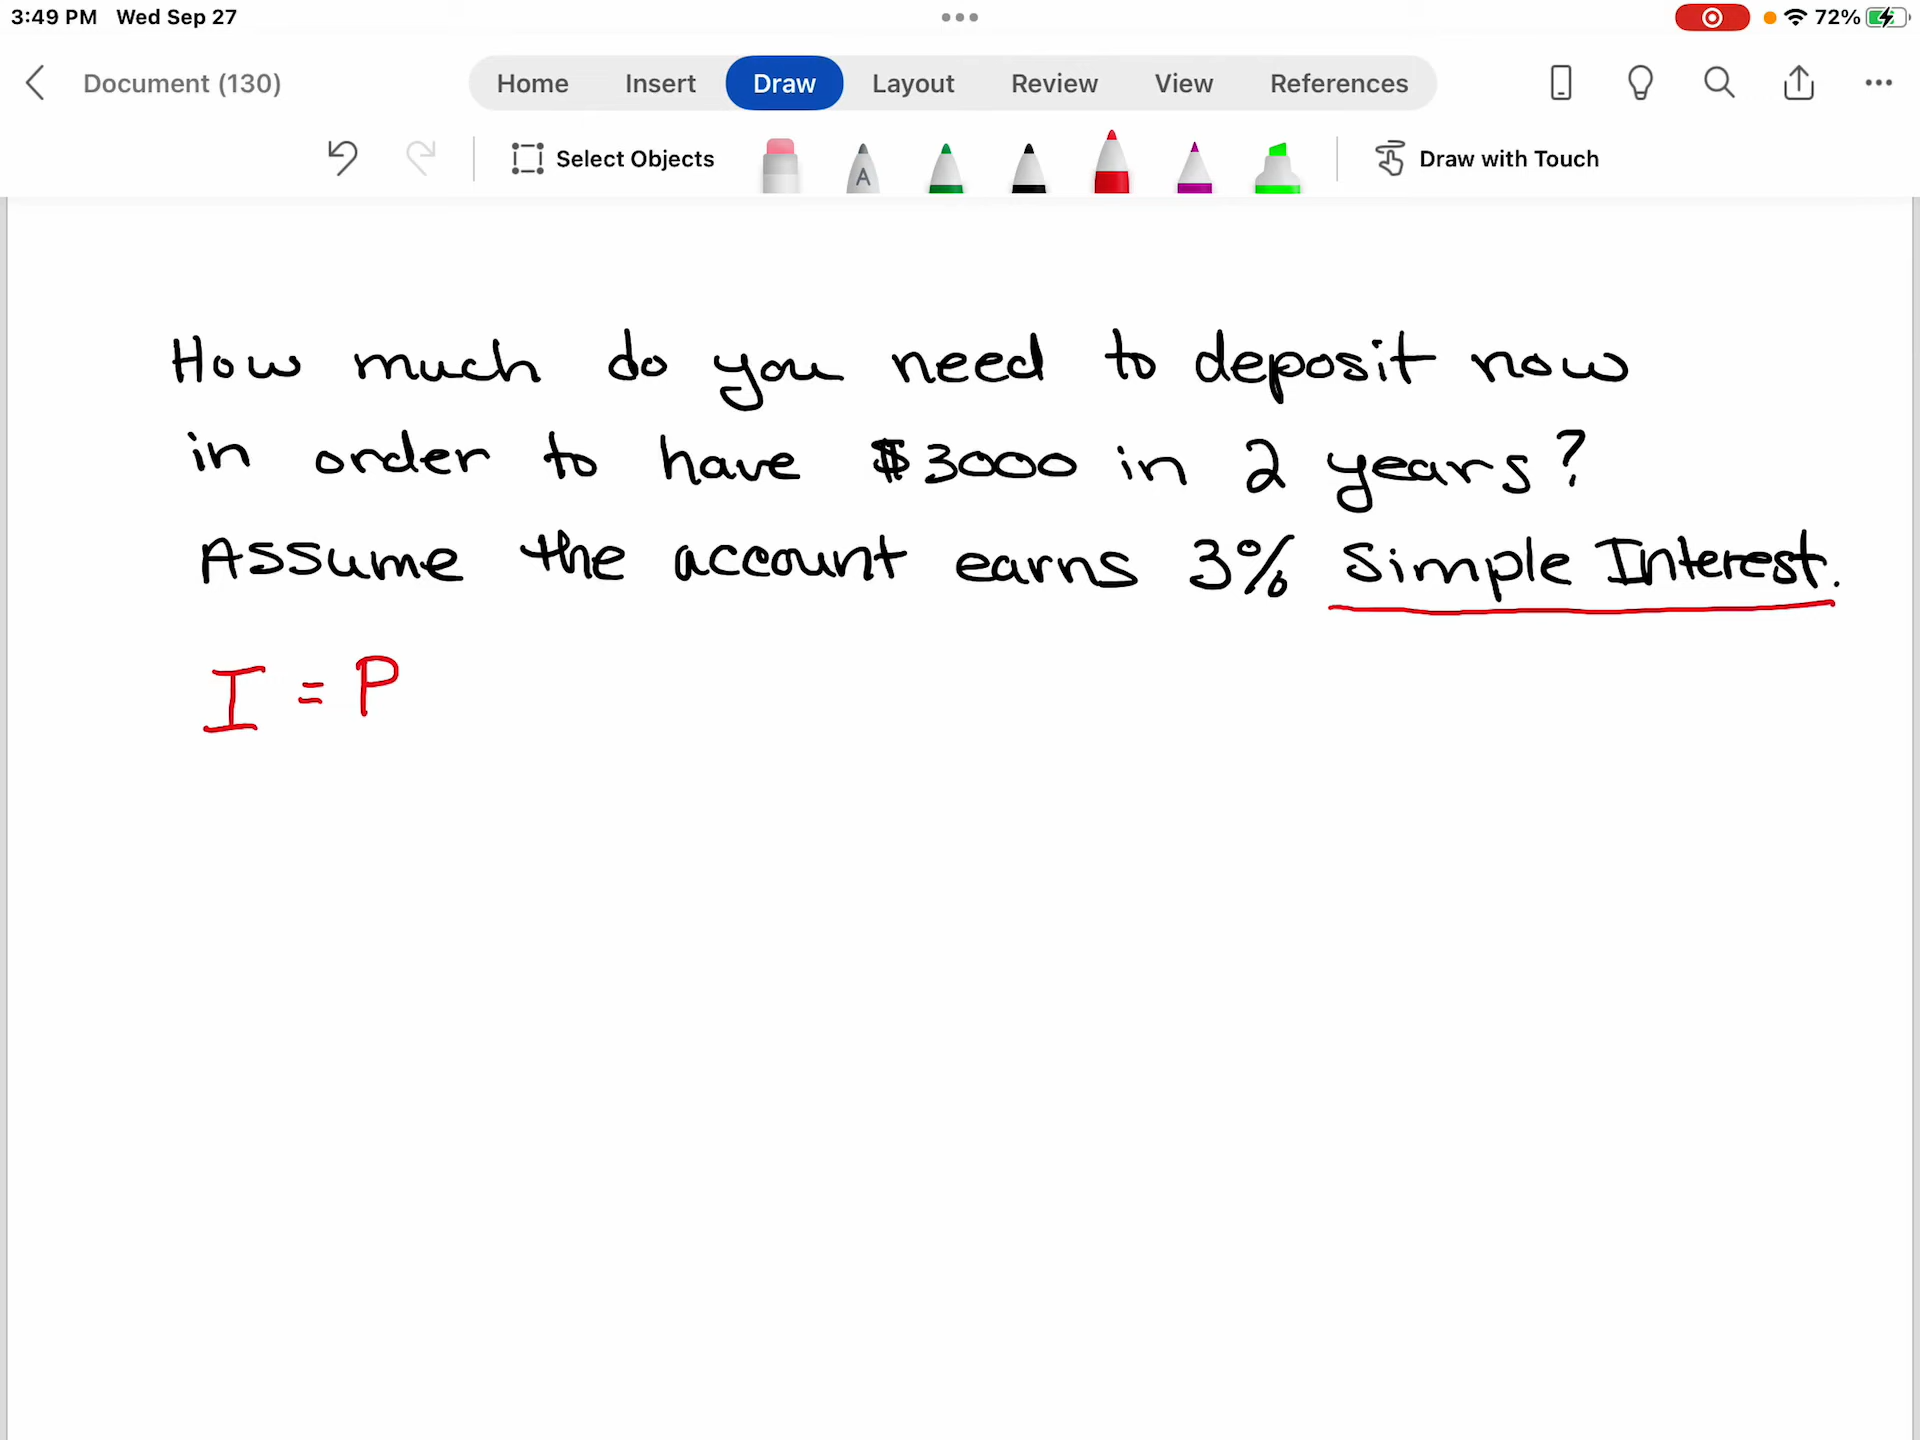 3:49 PM Wed Sep 27 72%
Document (130) Home Insert Draw Layout Review View References
Select Objects A Draw with Touch
How much do you need to deposit now
in order to have $3000 in 2 years?
Assume the account earns 3% Simple Interest.
I = P